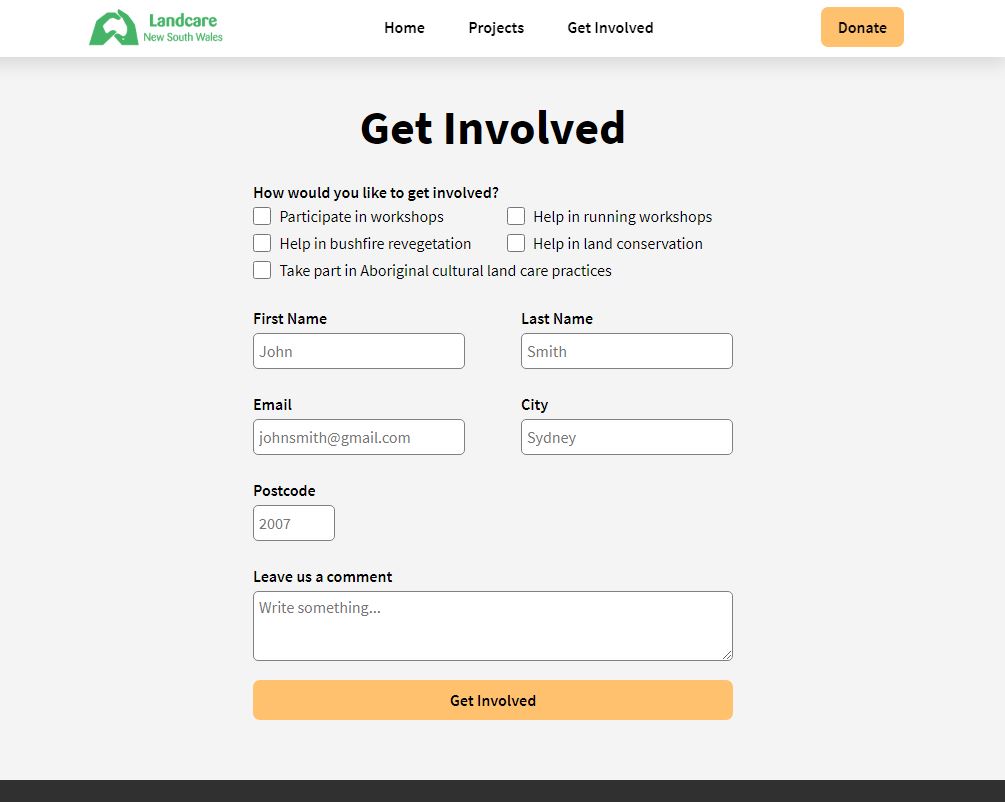 Landcare
New South Wales
Home Projects Get Involved Donate
Get Involved
How would you like to get involved?
Participate in workshops Help in running workshops
Help in bushfire revegetation Help in land conservation
Take part in Aboriginal cultural land care practices
First Name Last Name
John Smith
Email City
johnsmith@gmail.com Sydney
Postcode
2007
Leave us a comment
Write something...
Get Involved